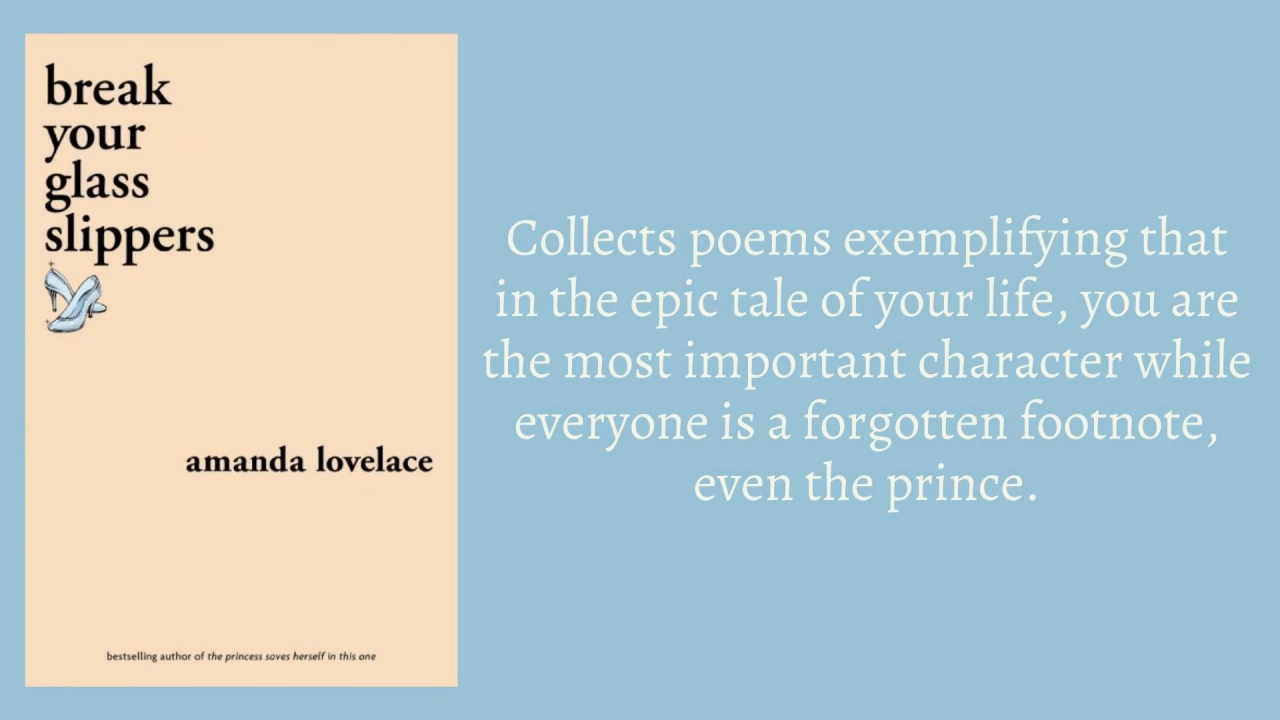 break
your
glass
slippers
amanda lovelace
bestselling author of the princess saves herself in this one
Collects poems exemplifying that
in the epic tale of your life, you are
the most important character while
everyone is a forgotten footnote,
even the prince.